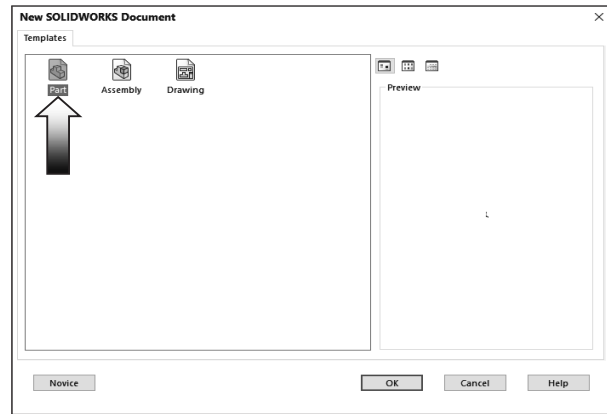 New SOLIDWORKS Document
Templates
Part Assembly Drawing
Preview
Novice OK Cancel Help